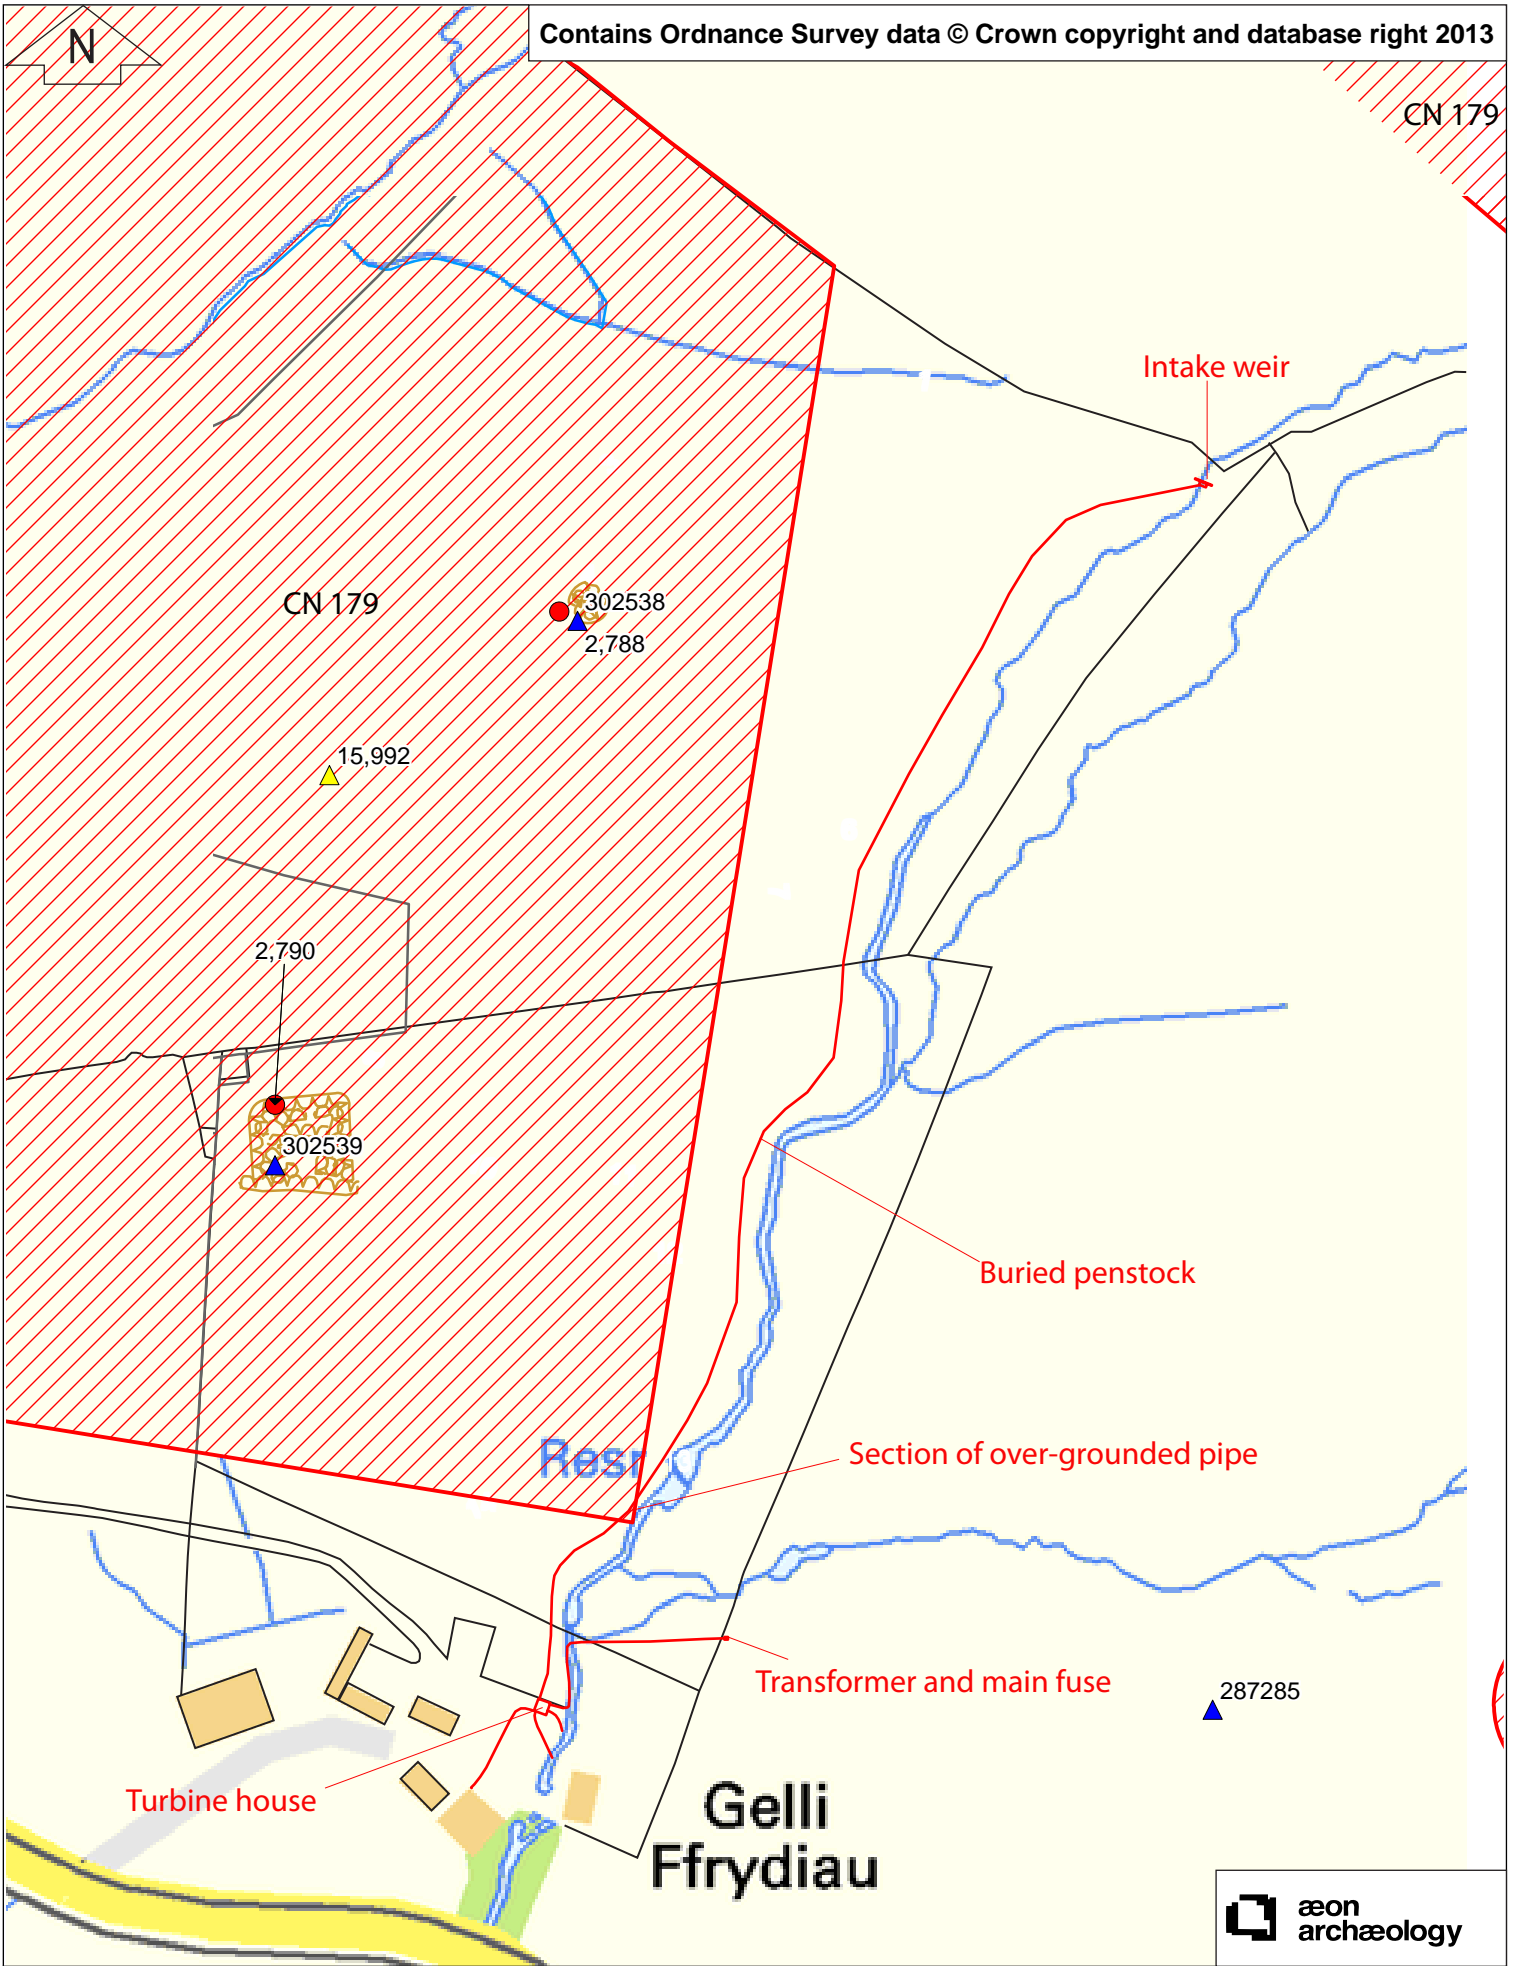 N
Contains Ordnance Survey data © Crown copyright and database right 2013
CN 179
Intake weir
CN 179
302538
2,788
15,992
2,790
302539
Buried penstock
Resr
Section of over-grounded pipe
Transformer and main fuse
287285
Turbine house
Gelli
Ffrydiau
æon
archæology